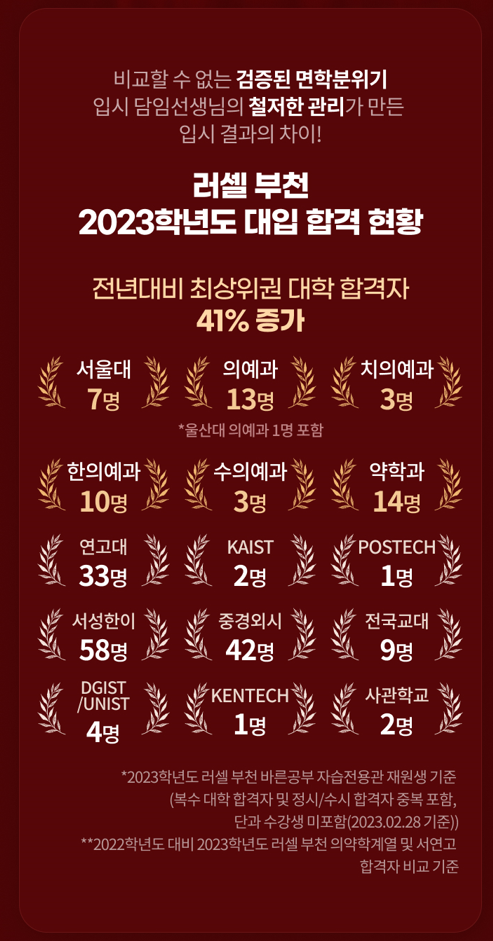 비교할 수 없는 검증된 면학분위기
입시 담임선생님의 철저한 관리가 만든
입시 결과의 차이!
러셀 부천
2023학년도 대입 합격 현황
전년대비 최상위권 대학 합격자
41% 증가
서울대 의예과 치의예과
7명 13명 3명
*울산대 의예과 1명 포함
한의예과 수의예과 약학과
10명 3명 14명
연고대 KAIST POSTECH
33명 2명 1명
서성한이 중경외시 전국교대
58명 42명 9명
DGIST
/UNIST KENTECH 사관학교
4명 1명 2명
*2023학년도 러셀 부천 바른공부 자습전용관 재원생 기준
(복수 대학 합격자 및 정시/수시 합격자 중복 포함,
단과 수강생 미포함(2023.02.28 기준))
**2022학년도 대비 2023학년도 러셀 부천 의약학계열 및 서연고
합격자 비교 기준